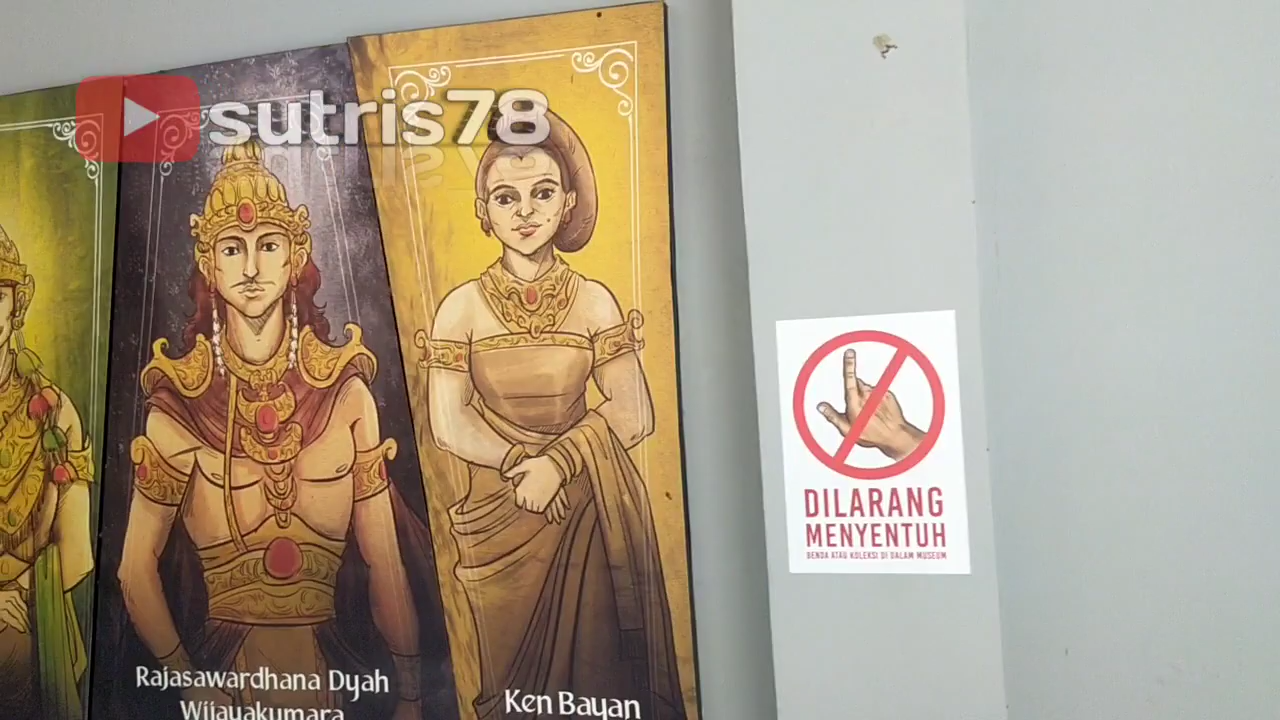 sutris78
Rajasawardhana Dyah
Wijayakumara
Ken Bayan
DILARANG
MENYENTUH
BENDA ATAU KOLEKSI DI DALAM MUSEUM